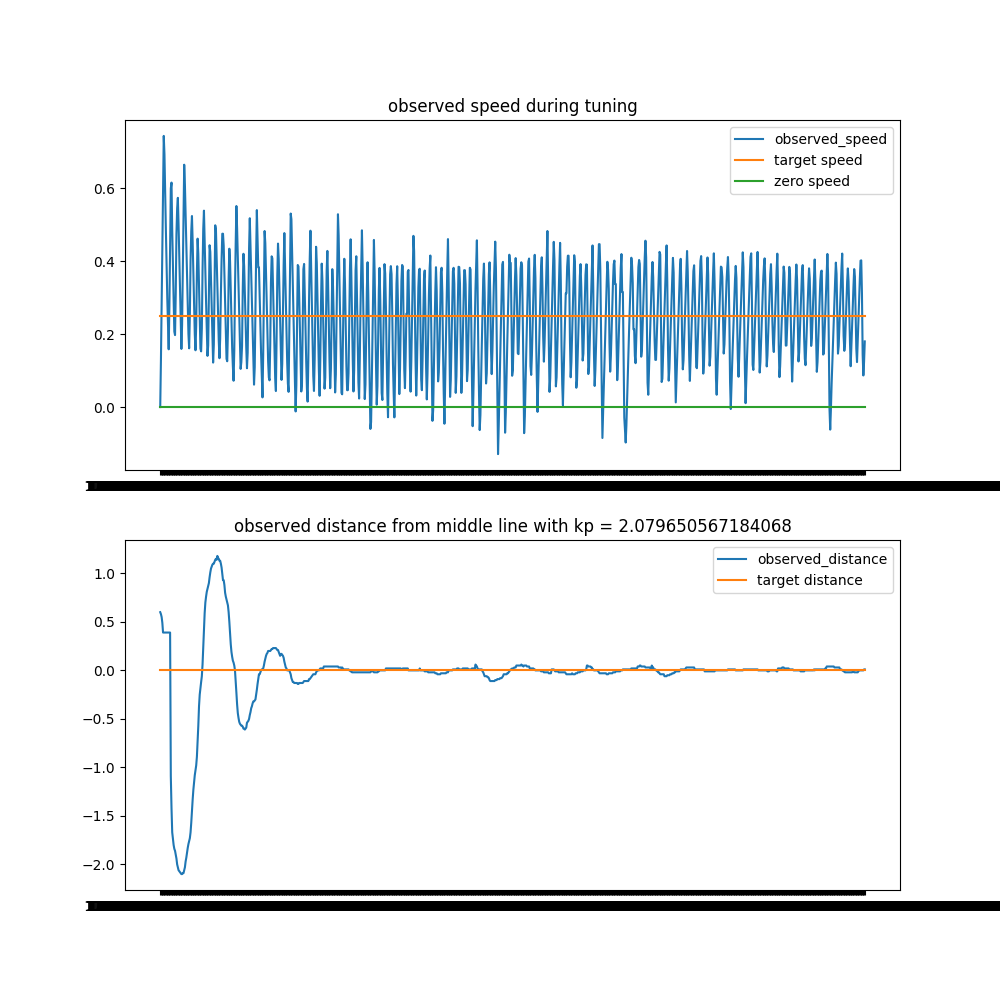 observed speed during tuning
observed_speed
target speed
zero speed
0.6
0.4
0.2
0.0
observed distance from middle line with kp = 2.079650567184068
observed_distance
target distance
1.0
0.5
0.0
−0.5
−1.0
−1.5
−2.0